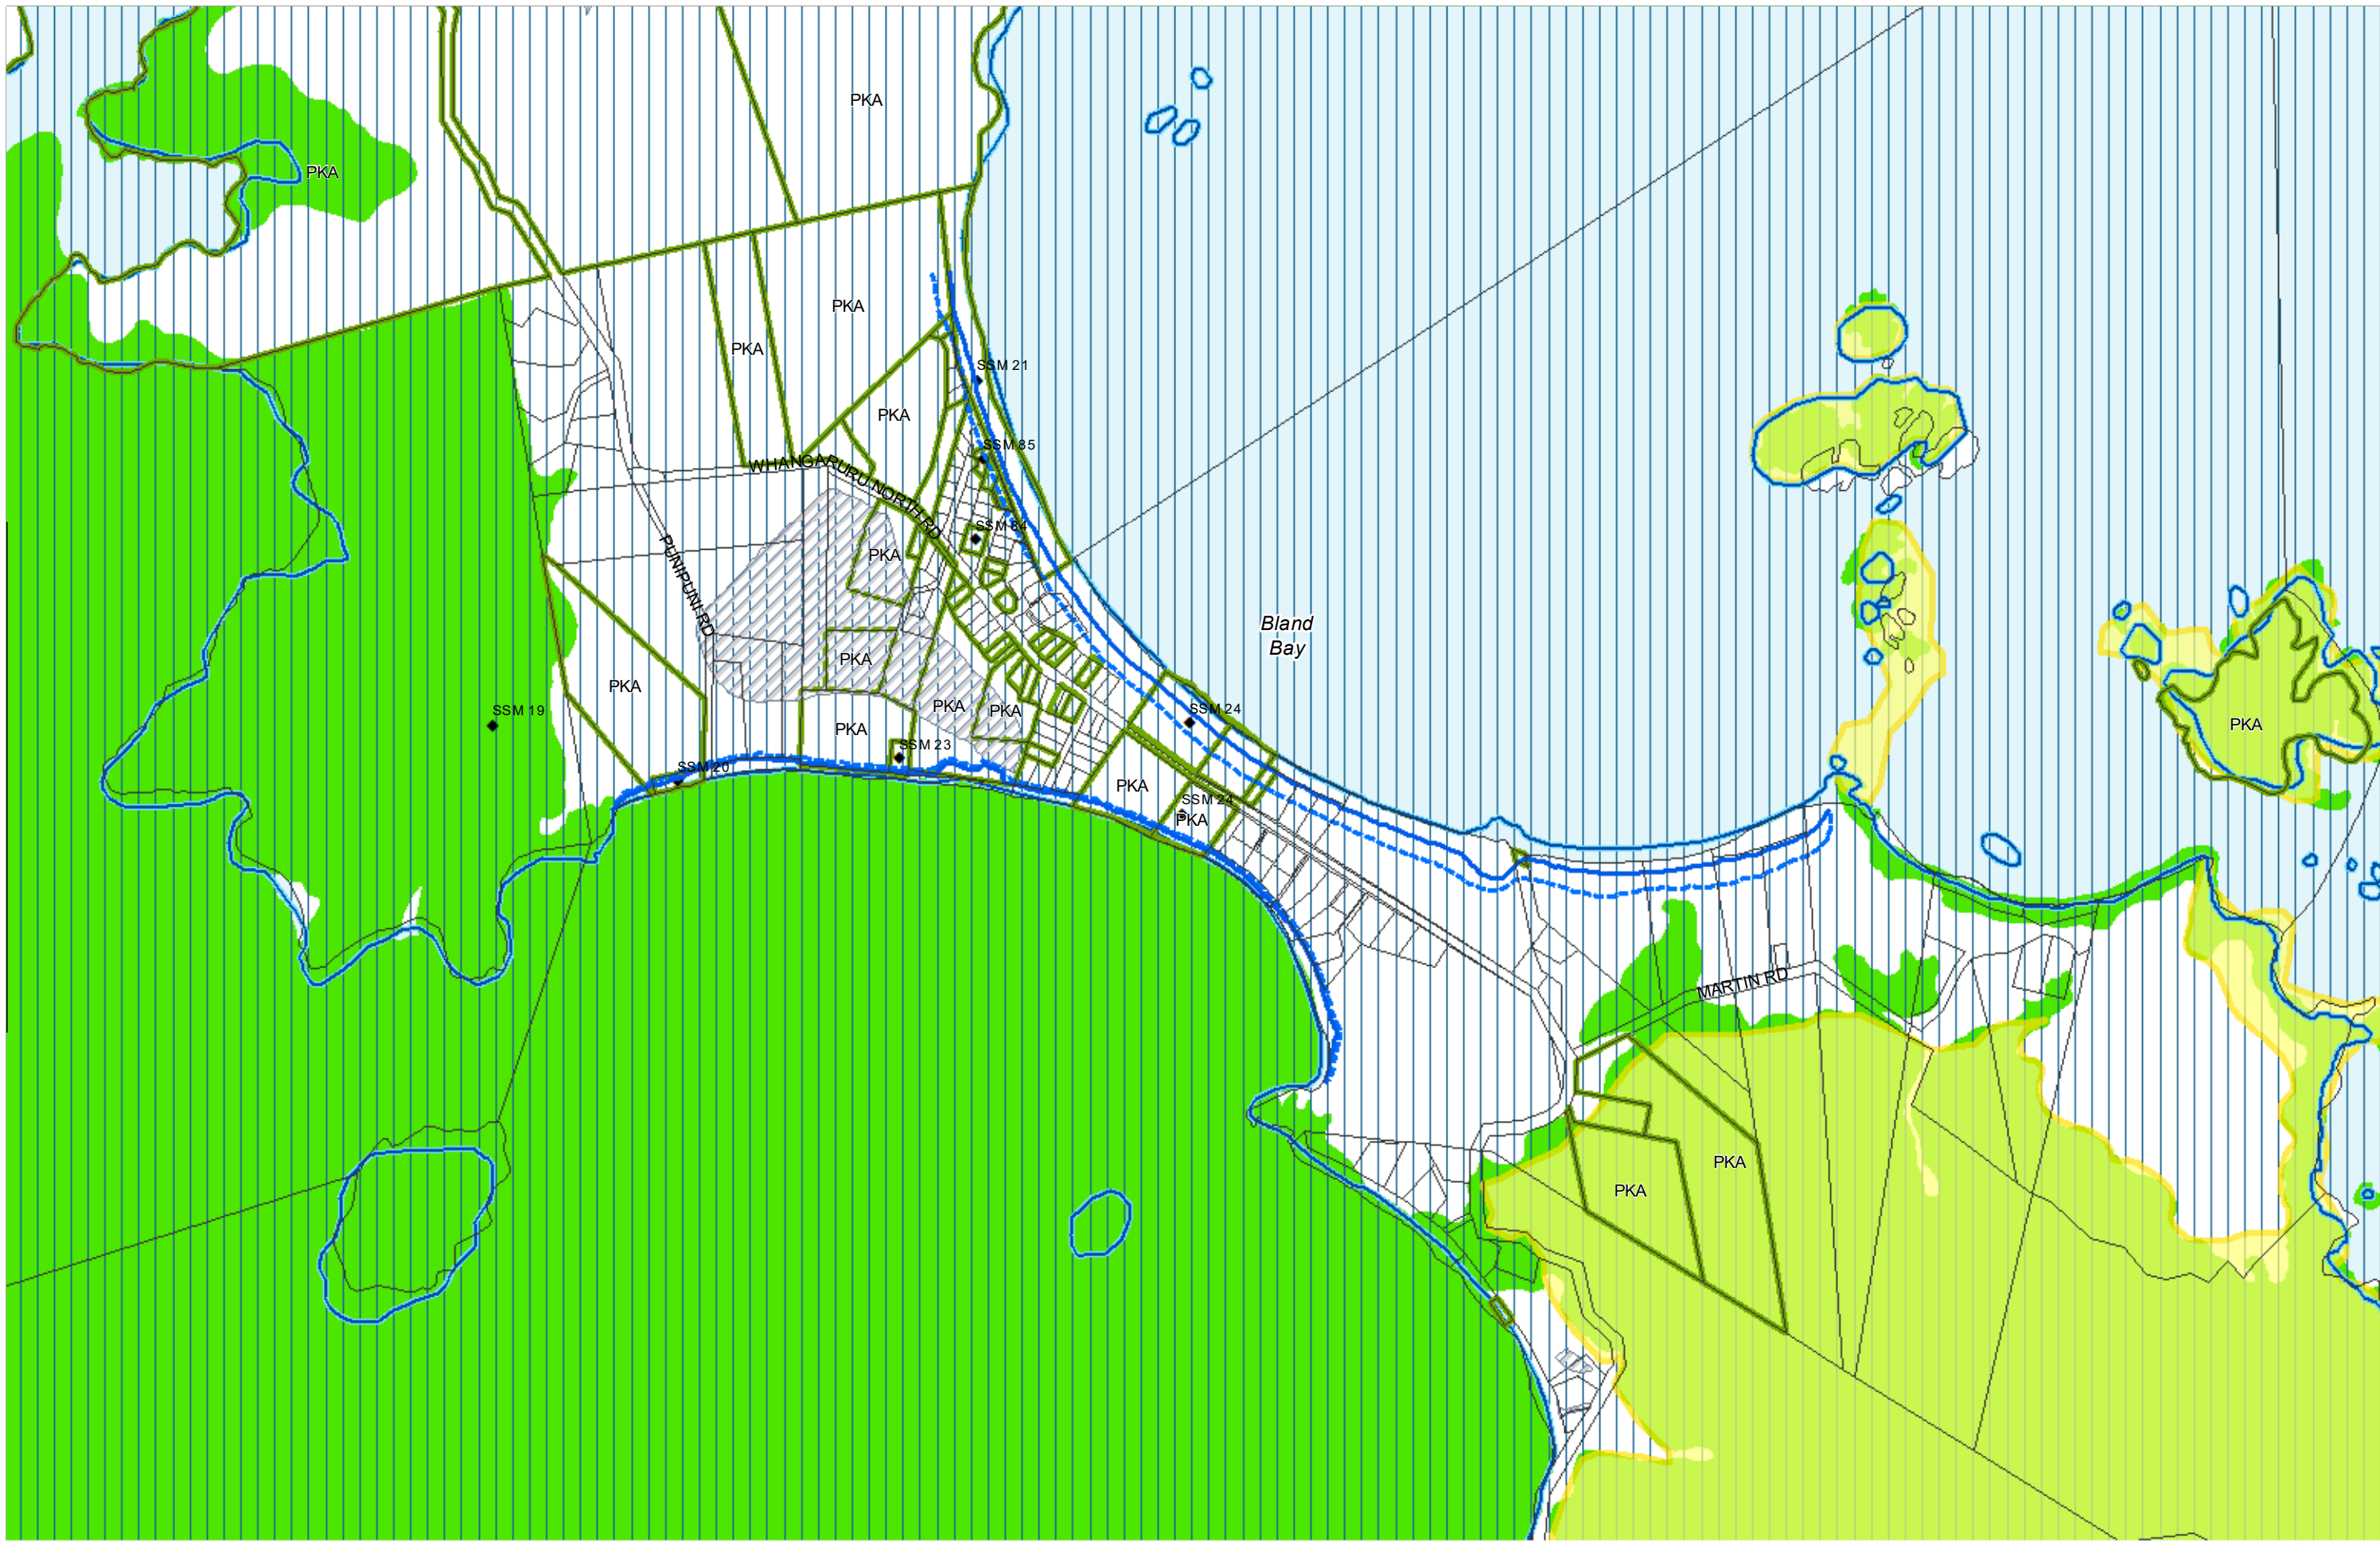 PKA
PKA
PKA
PKA
SSM 21
PKA
SSM 85
WHANGARURU NORTH RD
SSM 84
PUNIPUNI RD
PKA
Bland
Bay
PKA
PKA
PKA
PKA
SSM 19
SSM 24
PKA
PKA
SSM 23
SSM 20
PKA
SSM 24
PKA
MARTIN RD
PKA
PKA